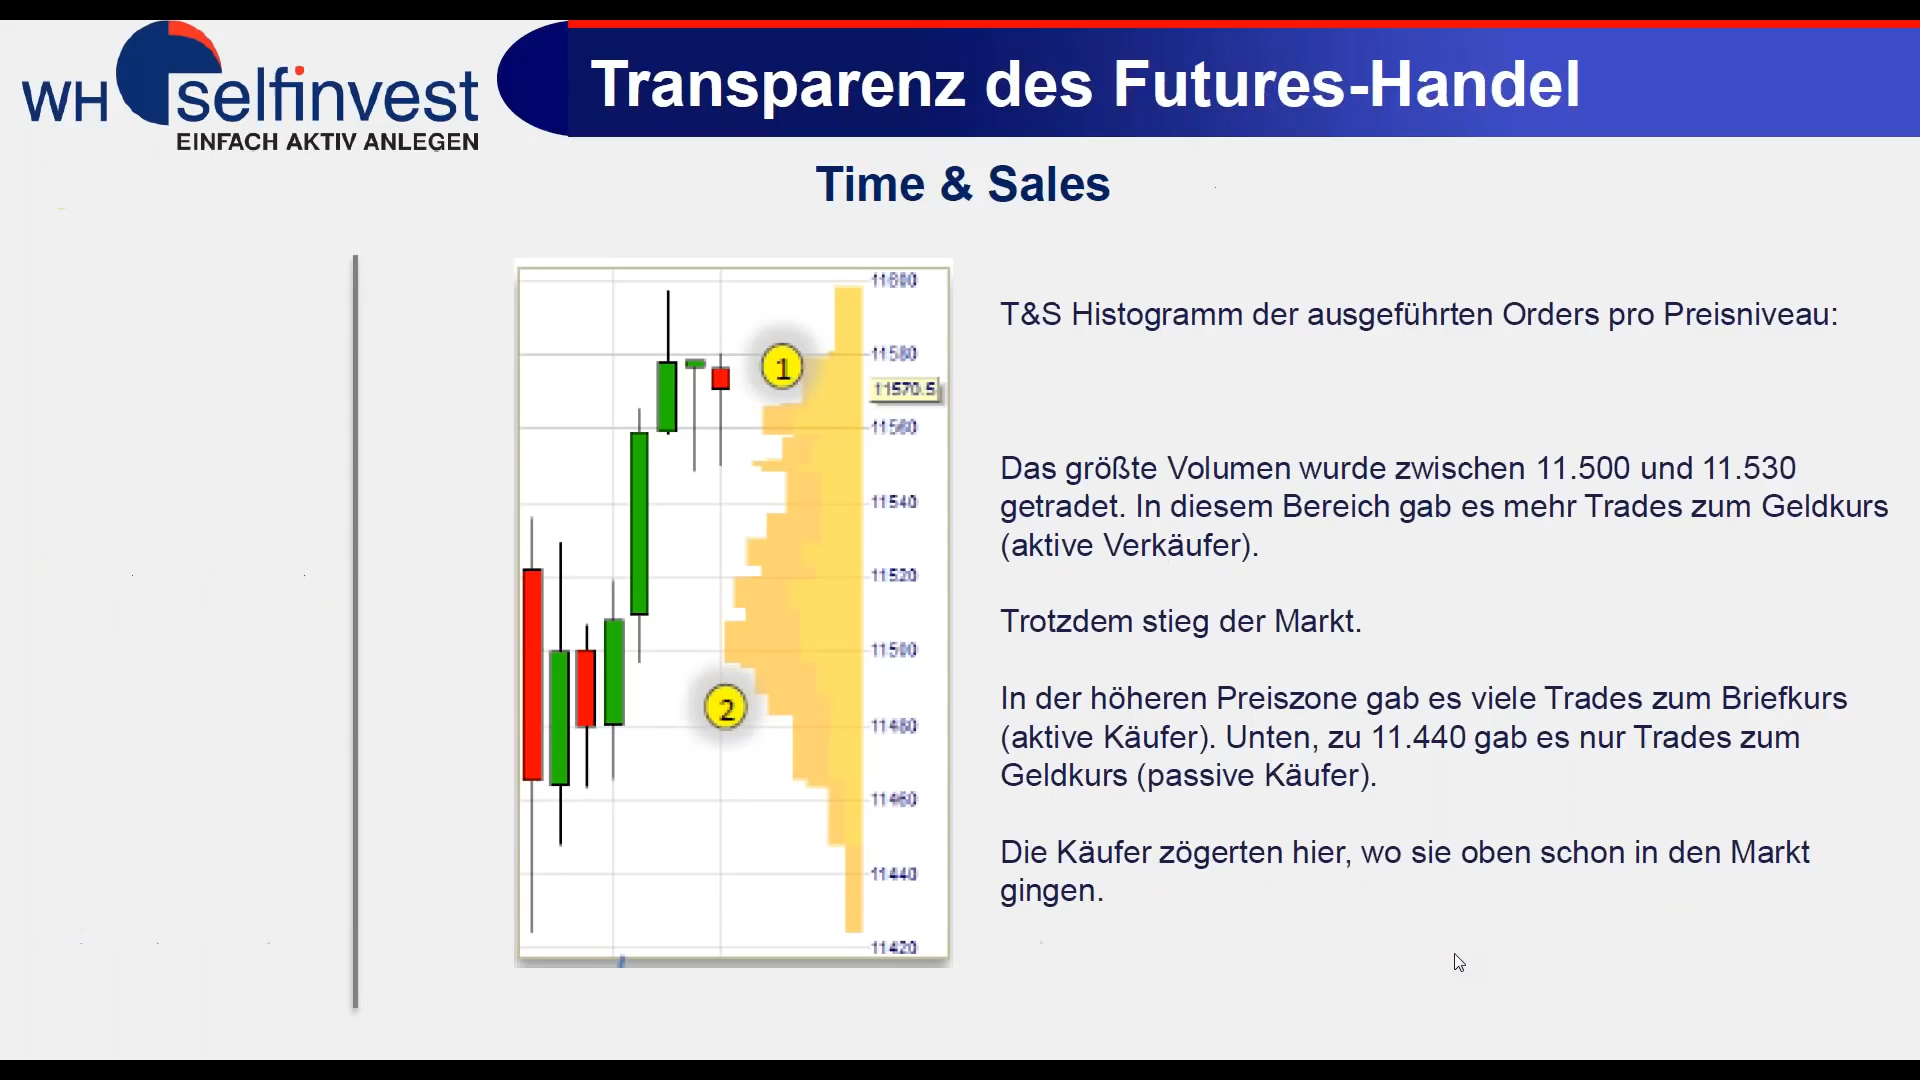 WH selfinvest
EINFACH AKTIV ANLEGEN
Transparenz des Futures-Handel
Time & Sales
11600
11580
11570.5
11560
11540
11520
11500
11480
11460
11440
11420
1
2
T&S Histogramm der ausgeführten Orders pro Preisniveau:
Das größte Volumen wurde zwischen 11.500 und 11.530
getradet. In diesem Bereich gab es mehr Trades zum Geldkurs
(aktive Verkäufer).
Trotzdem stieg der Markt.
In der höheren Preiszone gab es viele Trades zum Briefkurs
(aktive Käufer). Unten, zu 11.440 gab es nur Trades zum
Geldkurs (passive Käufer).
Die Käufer zögerten hier, wo sie oben schon in den Markt
gingen.